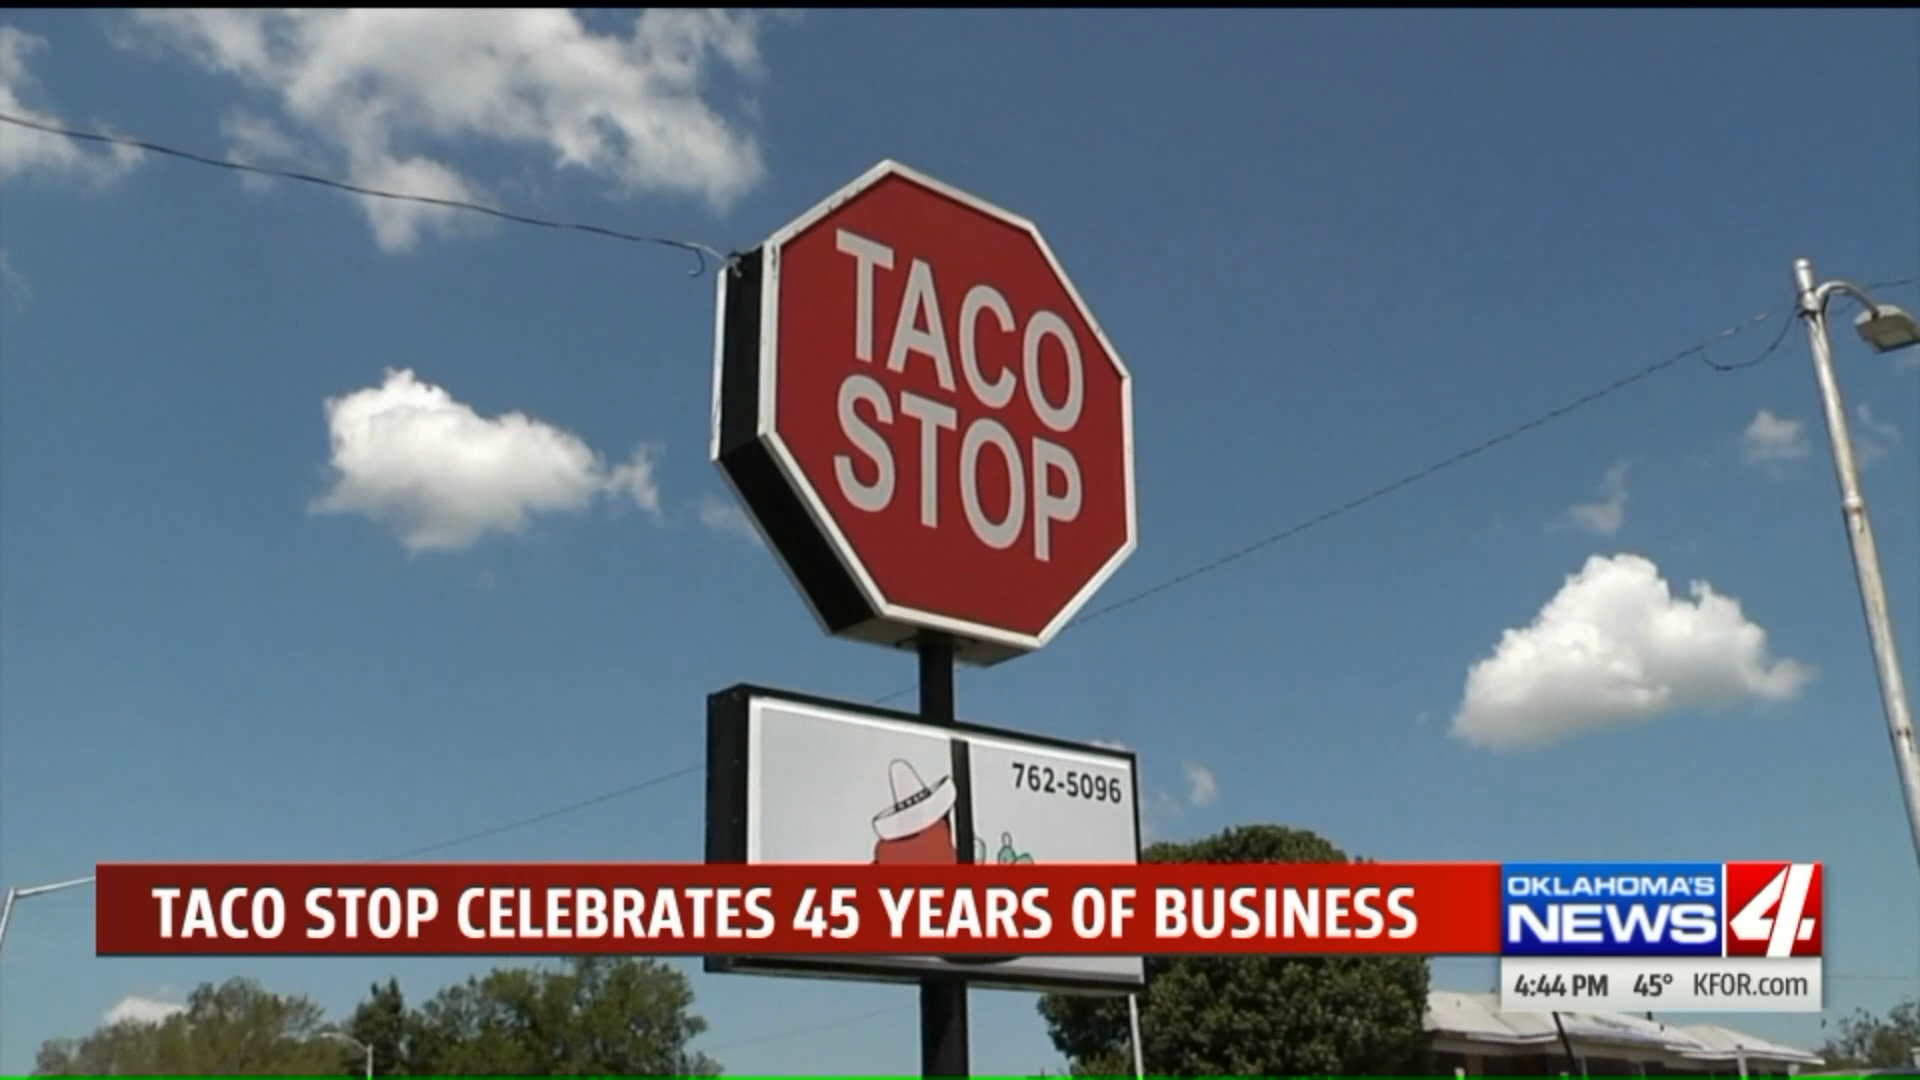 TACO
STOP
762-5096
TACO STOP CELEBRATES 45 YEARS OF BUSINESS
OKLAHOMA'S
NEWS 4
4:44 PM 45° KFOR.com